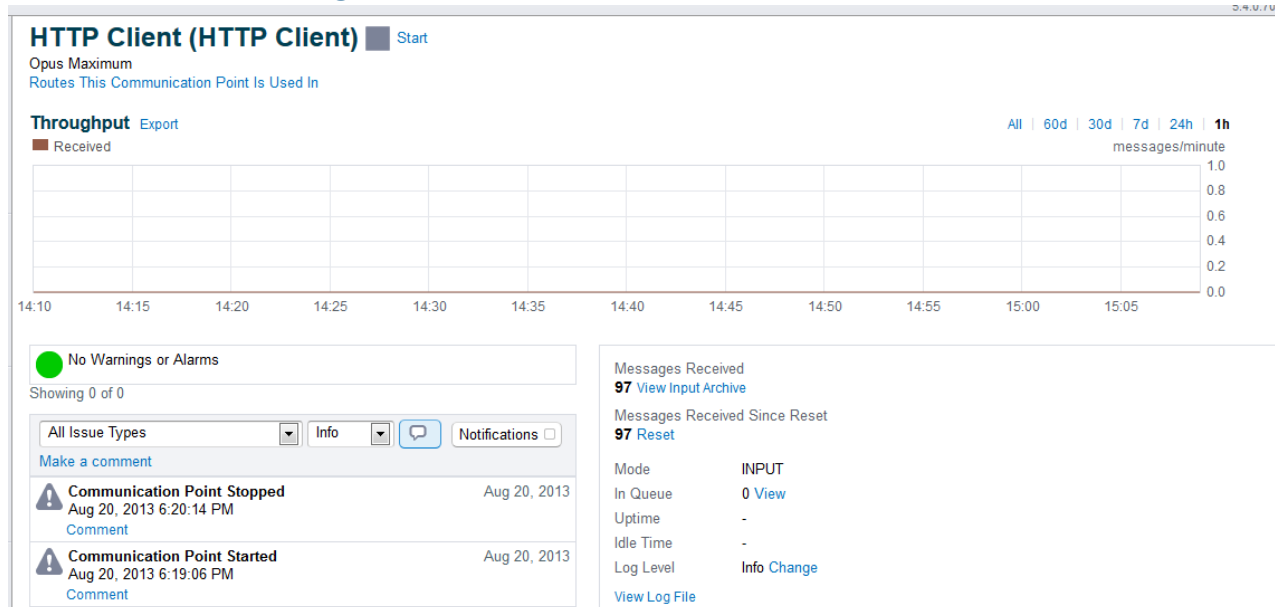 5.4.0.70
HTTP Client (HTTP Client) Start
Opus Maximum
Routes This Communication Point Is Used In
Throughput Export
All | 60d | 30d | 7d | 24h | 1h
Received
messages/minute
1.0
0.8
0.6
0.4
0.2
0.0
14:10 14:15 14:20 14:25 14:30 14:35 14:40 14:45 14:50 14:55 15:00 15:05
No Warnings or Alarms
Showing 0 of 0
All Issue Types Info Notifications
Make a comment
Communication Point Stopped Aug 20, 2013
Aug 20, 2013 6:20:14 PM
Comment
Communication Point Started Aug 20, 2013
Aug 20, 2013 6:19:06 PM
Comment
Messages Received
97 View Input Archive
Messages Received Since Reset
97 Reset
Mode INPUT
In Queue 0 View
Uptime -
Idle Time -
Log Level Info Change
View Log File